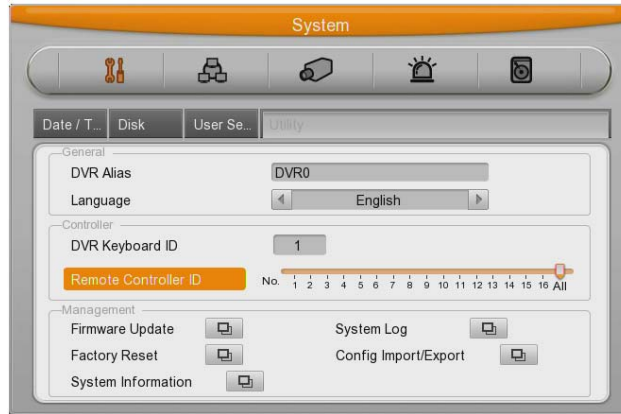 System
Date / T... Disk User Se... Utility
General
DVR Alias DVR0
Language English
Controller
DVR Keyboard ID 1
Remote Controller ID No. 1 2 3 4 5 6 7 8 9 10 11 12 13 14 15 16 All
Management
Firmware Update System Log
Factory Reset Config Import/Export
System Information